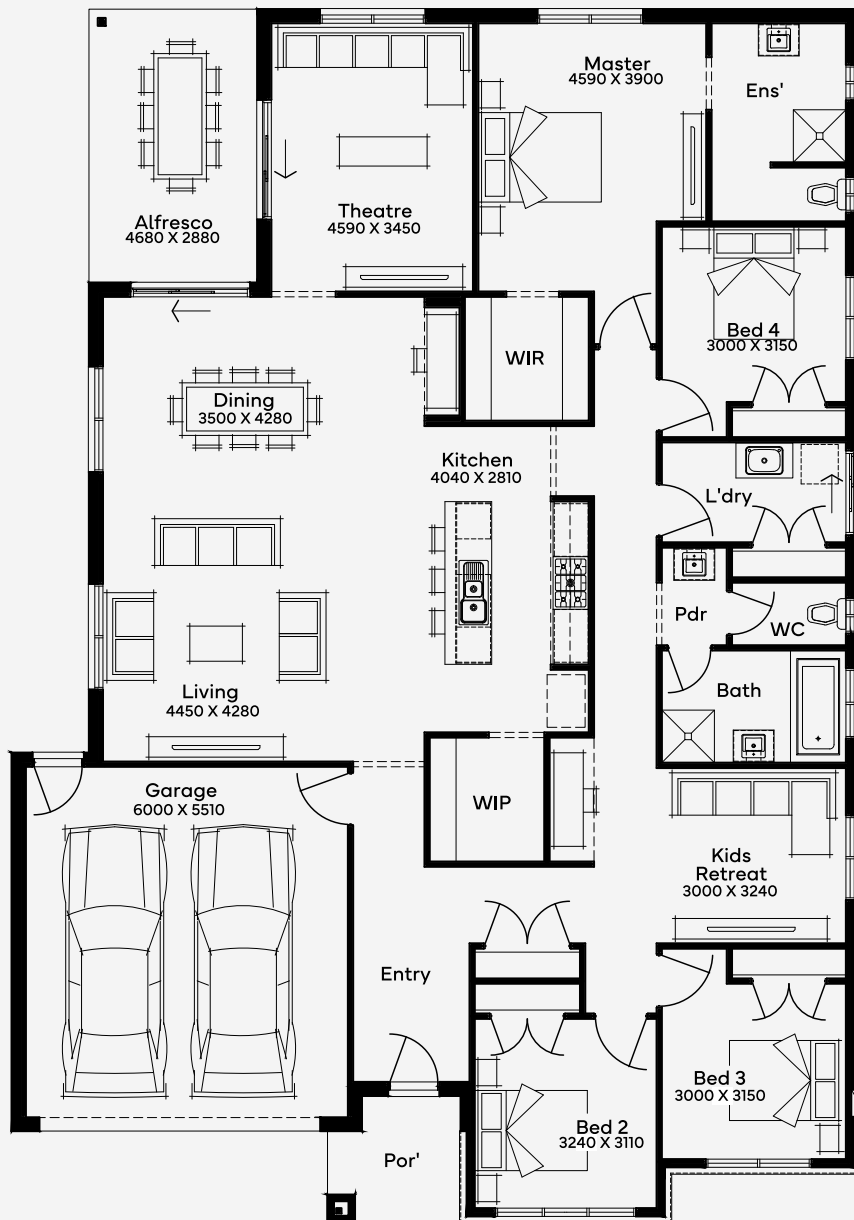 Master
4590 X 3900
Ens'
Alfresco
4680 X 2880
Theatre
4590 X 3450
Bed 4
3000 X 3150
WIR
Dining
3500 X 4280
Kitchen
4040 X 2810
L'dry
Pdr
WC
Living
4450 X 4280
Bath
Garage
6000 X 5510
WIP
Kids
Retreat
3000 X 3240
Entry
Bed 3
3000 X 3150
Bed 2
3240 X 3110
Por'